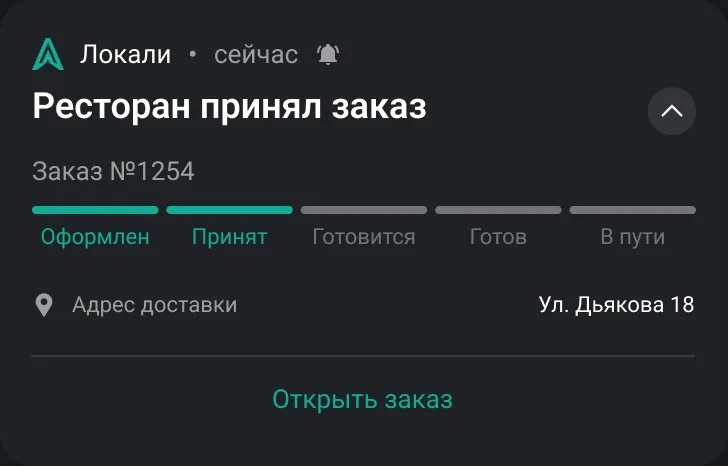 Локали • сейчас
Ресторан принял заказ
Заказ №1254
Оформлен Принят Готовится Готов В пути
Адрес доставки Ул. Дьякова 18
Открыть заказ